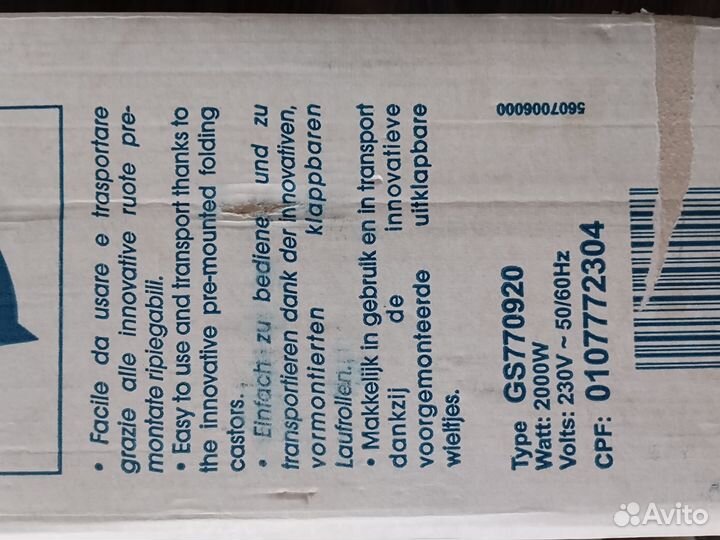 • Facile da usare e trasportare
grazie alle innovative ruote pre-
montate ripiegabili.
• Easy to use and transport thanks to
the innovative pre-mounted folding
castors.
• Einfach zu bedienen und zu
transportieren dank der innovativen,
vormontierten klappbaren
Laufrollen.
• Makkelijk in gebruik en in transport
dankzij de innovatieve
voorgemonteerde uitklapbare
wieltjes.
5607006000
Type GS770920
Watt: 2000W
Volts: 230V ~ 50/60Hz
CPF: 0107772304
Avito